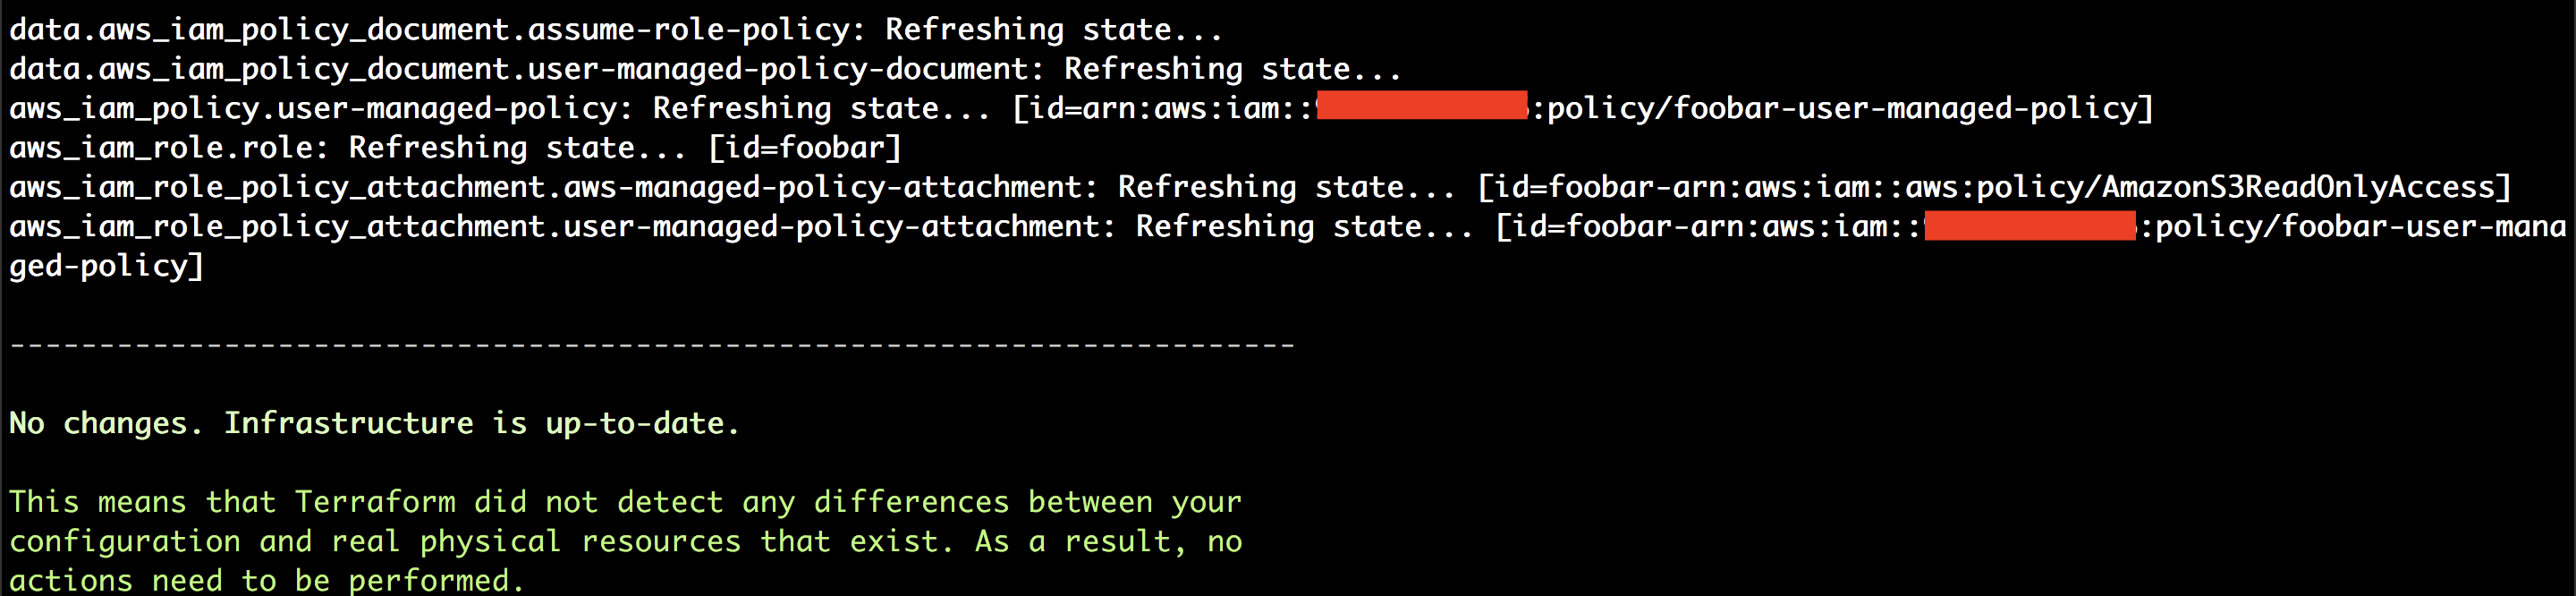 data.aws_iam_policy_document.assume-role-policy: Refreshing state...
data.aws_iam_policy_document.user-managed-policy-document: Refreshing state...
aws_iam_policy.user-managed-policy: Refreshing state... [id=arn:aws:iam:::policy/foobar-user-managed-policy]
aws_iam_role.role: Refreshing state... [id=foobar]
aws_iam_role_policy_attachment.aws-managed-policy-attachment: Refreshing state... [id=foobar-arn:aws:iam::aws:policy/AmazonS3ReadOnlyAccess]
aws_iam_role_policy_attachment.user-managed-policy-attachment: Refreshing state... [id=foobar-arn:aws:iam:::policy/foobar-user-mana
ged-policy]
------------------------------------------------------------------------
No changes. Infrastructure is up-to-date.
This means that Terraform did not detect any differences between your
configuration and real physical resources that exist. As a result, no
actions need to be performed.